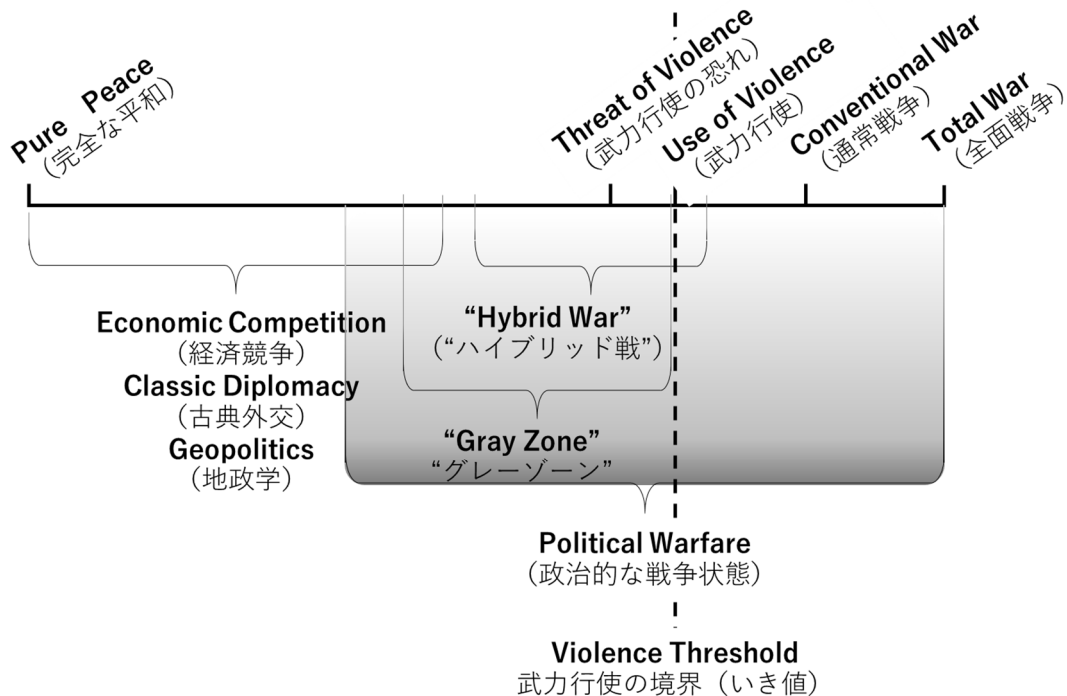 Pure Peace
（完全な平和）
Threat of Violence
（武力行使の恐れ）
Use of Violence
（武力行使）
Conventional War
（通常戦争）
Total War
（全面戦争）
Economic Competition
（経済競争）
Classic Diplomacy
（古典外交）
Geopolitics
（地政学）
“Hybrid War”
（“ハイブリッド戦”）
“Gray Zone”
“グレーゾーン”
Political Warfare
（政治的な戦争状態）
Violence Threshold
武力行使の境界（いき値）